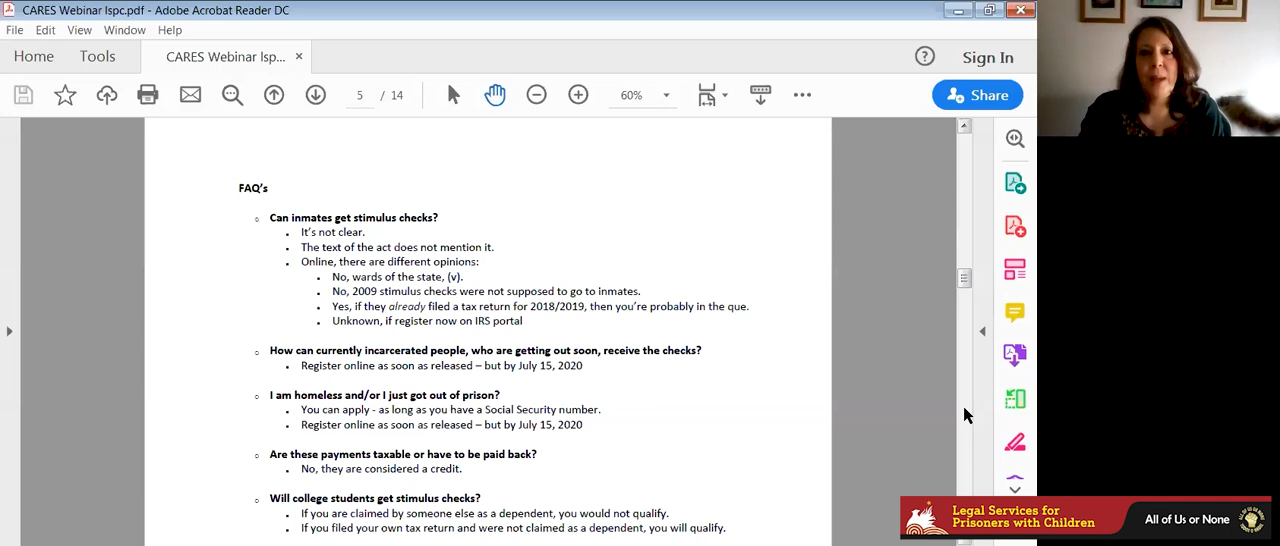 CARES Webinar lspc.pdf - Adobe Acrobat Reader DC
File Edit View Window Help
Home Tools CARES Webinar lsp... × Sign In
5 / 14 60% Share
FAQ's
Can inmates get stimulus checks?
It's not clear.
The text of the act does not mention it.
Online, there are different opinions:
No, wards of the state, (v).
No, 2009 stimulus checks were not supposed to go to inmates.
Yes, if they already filed a tax return for 2018/2019, then you're probably in the que.
Unknown, if register now on IRS portal
How can currently incarcerated people, who are getting out soon, receive the checks?
Register online as soon as released – but by July 15, 2020
I am homeless and/or I just got out of prison?
You can apply - as long as you have a Social Security number.
Register online as soon as released – but by July 15, 2020
Are these payments taxable or have to be paid back?
No, they are considered a credit.
Will college students get stimulus checks?
If you are claimed by someone else as a dependent, you would not qualify.
If you filed your own tax return and were not claimed as a dependent, you will qualify.
Legal Services for
Prisoners with Children
All of Us or None